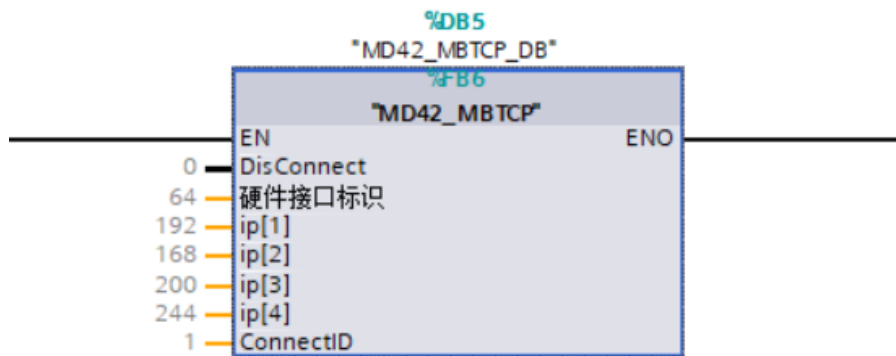 %DB5
"MD42_MBTCP_DB"
%FB6
"MD42_MBTCP"
EN ENO
0 DisConnect
64 硬件接口标识
192 ip[1]
168 ip[2]
200 ip[3]
244 ip[4]
1 ConnectID